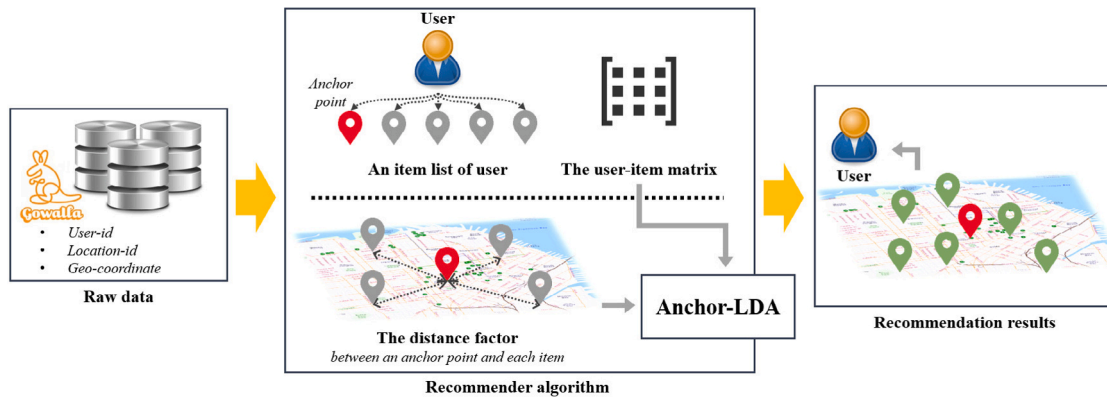 Gowalla
• User-id
• Location-id
• Geo-coordinate
Raw data
User
Anchor
point
An item list of user
The user-item matrix
The distance factor
between an anchor point and each item
Anchor-LDA
Recommender algorithm
User
Recommendation results